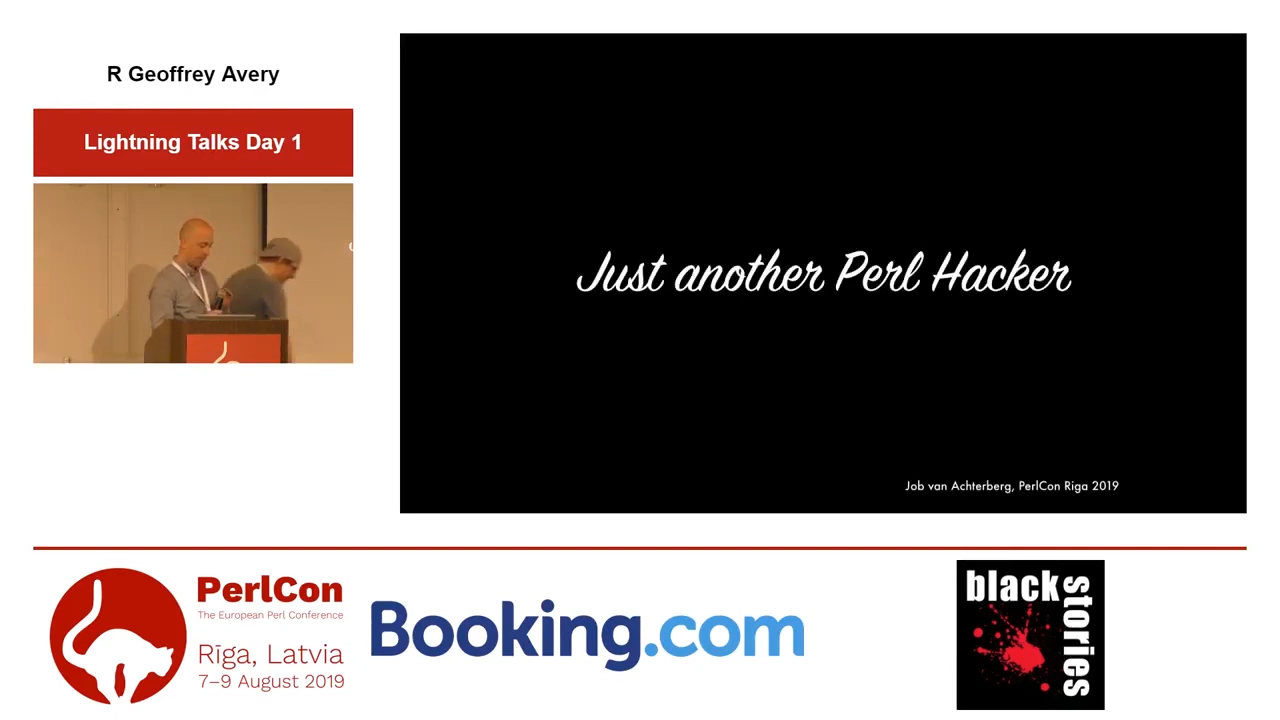 R Geoffrey Avery
Lightning Talks Day 1
Just another Perl Hacker
Job van Achterberg, PerlCon Riga 2019
PerlCon
The European Perl Conference
Rīga, Latvia
7–9 August 2019
Booking.com
black
stories